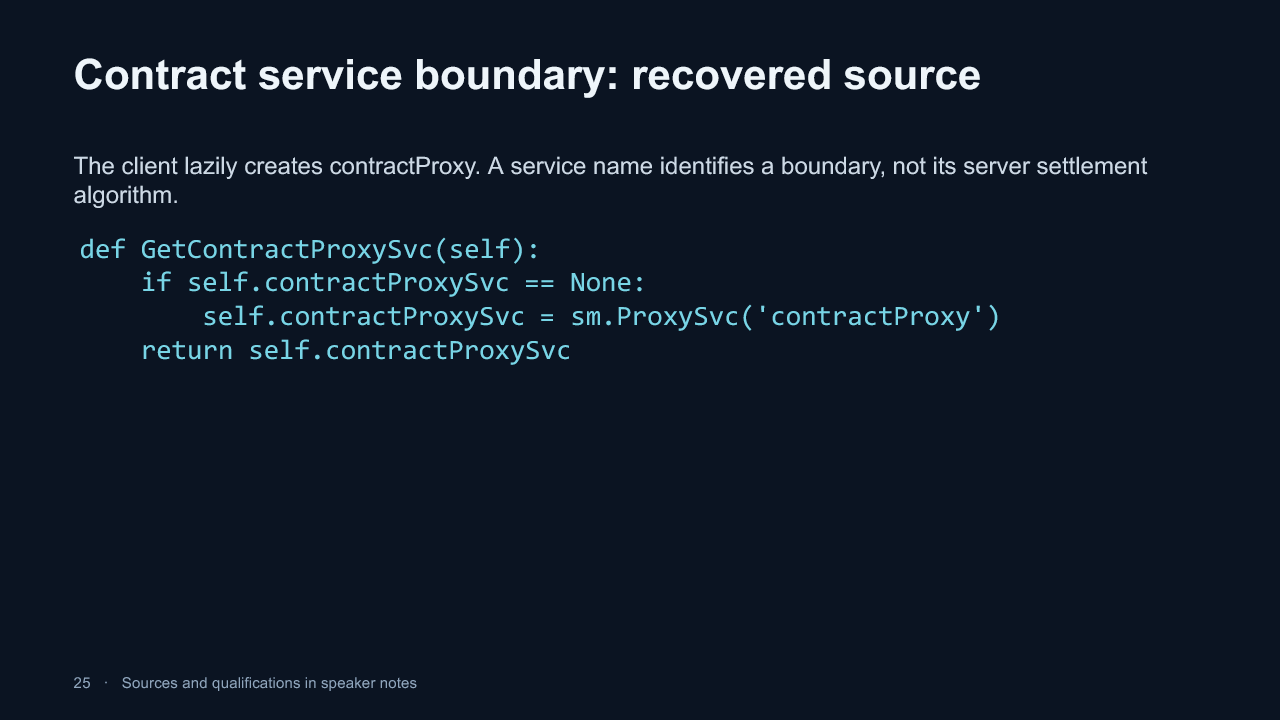 Contract service boundary: recovered source
The client lazily creates contractProxy. A service name identifies a boundary, not its server settlement
algorithm.
def GetContractProxySvc(self):
    if self.contractProxySvc == None:
        self.contractProxySvc = sm.ProxySvc('contractProxy')
    return self.contractProxySvc
25 · Sources and qualifications in speaker notes